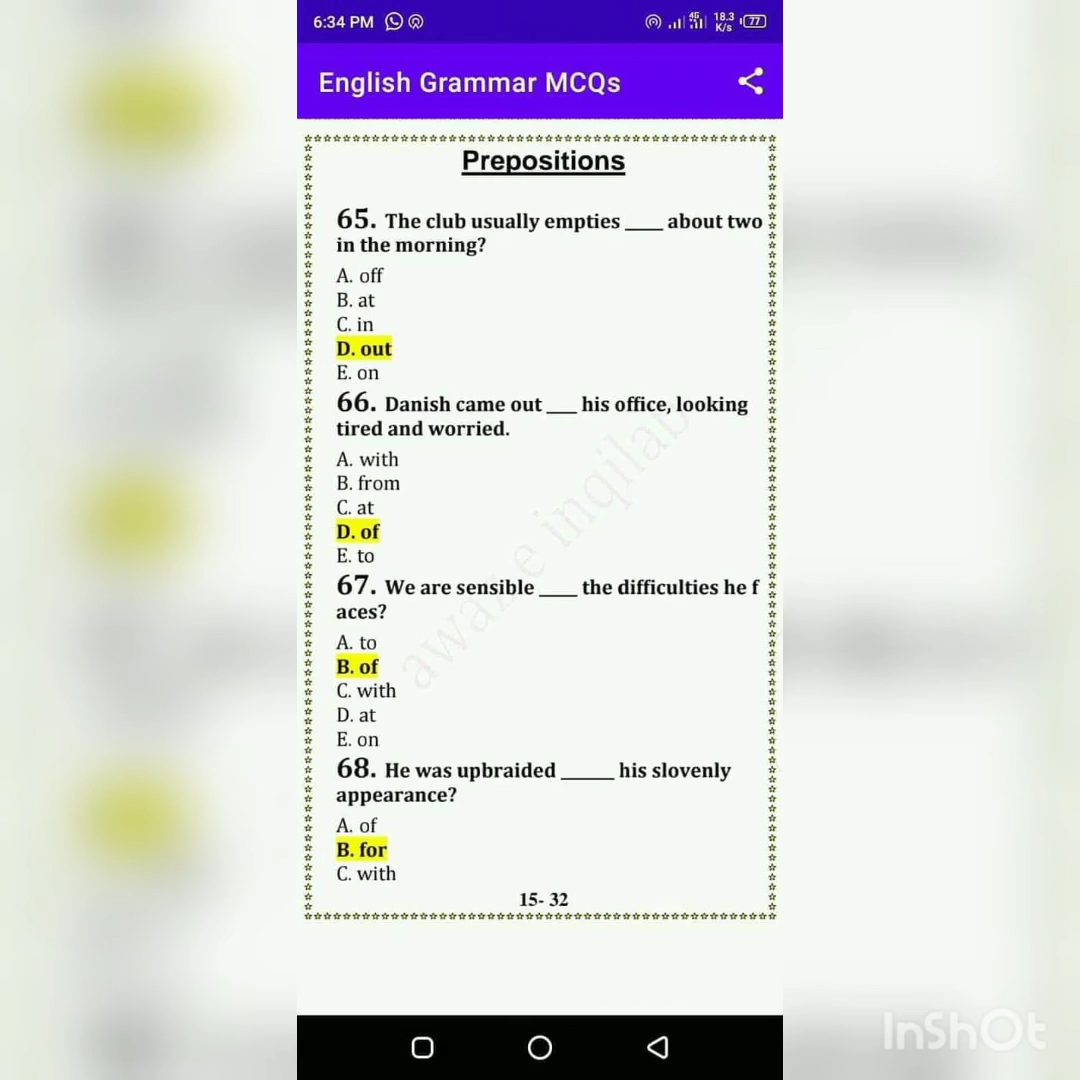 6:34 PM 4G 18.3 K/s 77
English Grammar MCQs
Prepositions
65. The club usually empties ____ about two
in the morning?
A. off
B. at
C. in
D. out
E. on
66. Danish came out ___ his office, looking
tired and worried.
A. with
B. from
C. at
D. of
E. to
67. We are sensible ____ the difficulties he f
aces?
A. to
B. of
C. with
D. at
E. on
68. He was upbraided ______ his slovenly
appearance?
A. of
B. for
C. with
15- 32
awaz e inqilab
InShOt